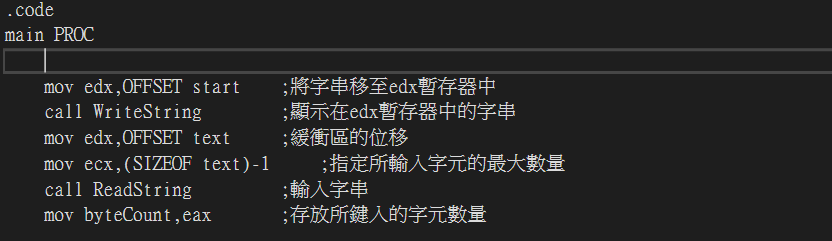 .code
main PROC
mov edx,OFFSET start ;將字串移至edx暫存器中
call WriteString ;顯示在edx暫存器中的字串
mov edx,OFFSET text ;緩衝區的位移
mov ecx,(SIZEOF text)-1 ;指定所輸入字元的最大數量
call ReadString ;輸入字串
mov byteCount,eax ;存放所鍵入的字元數量